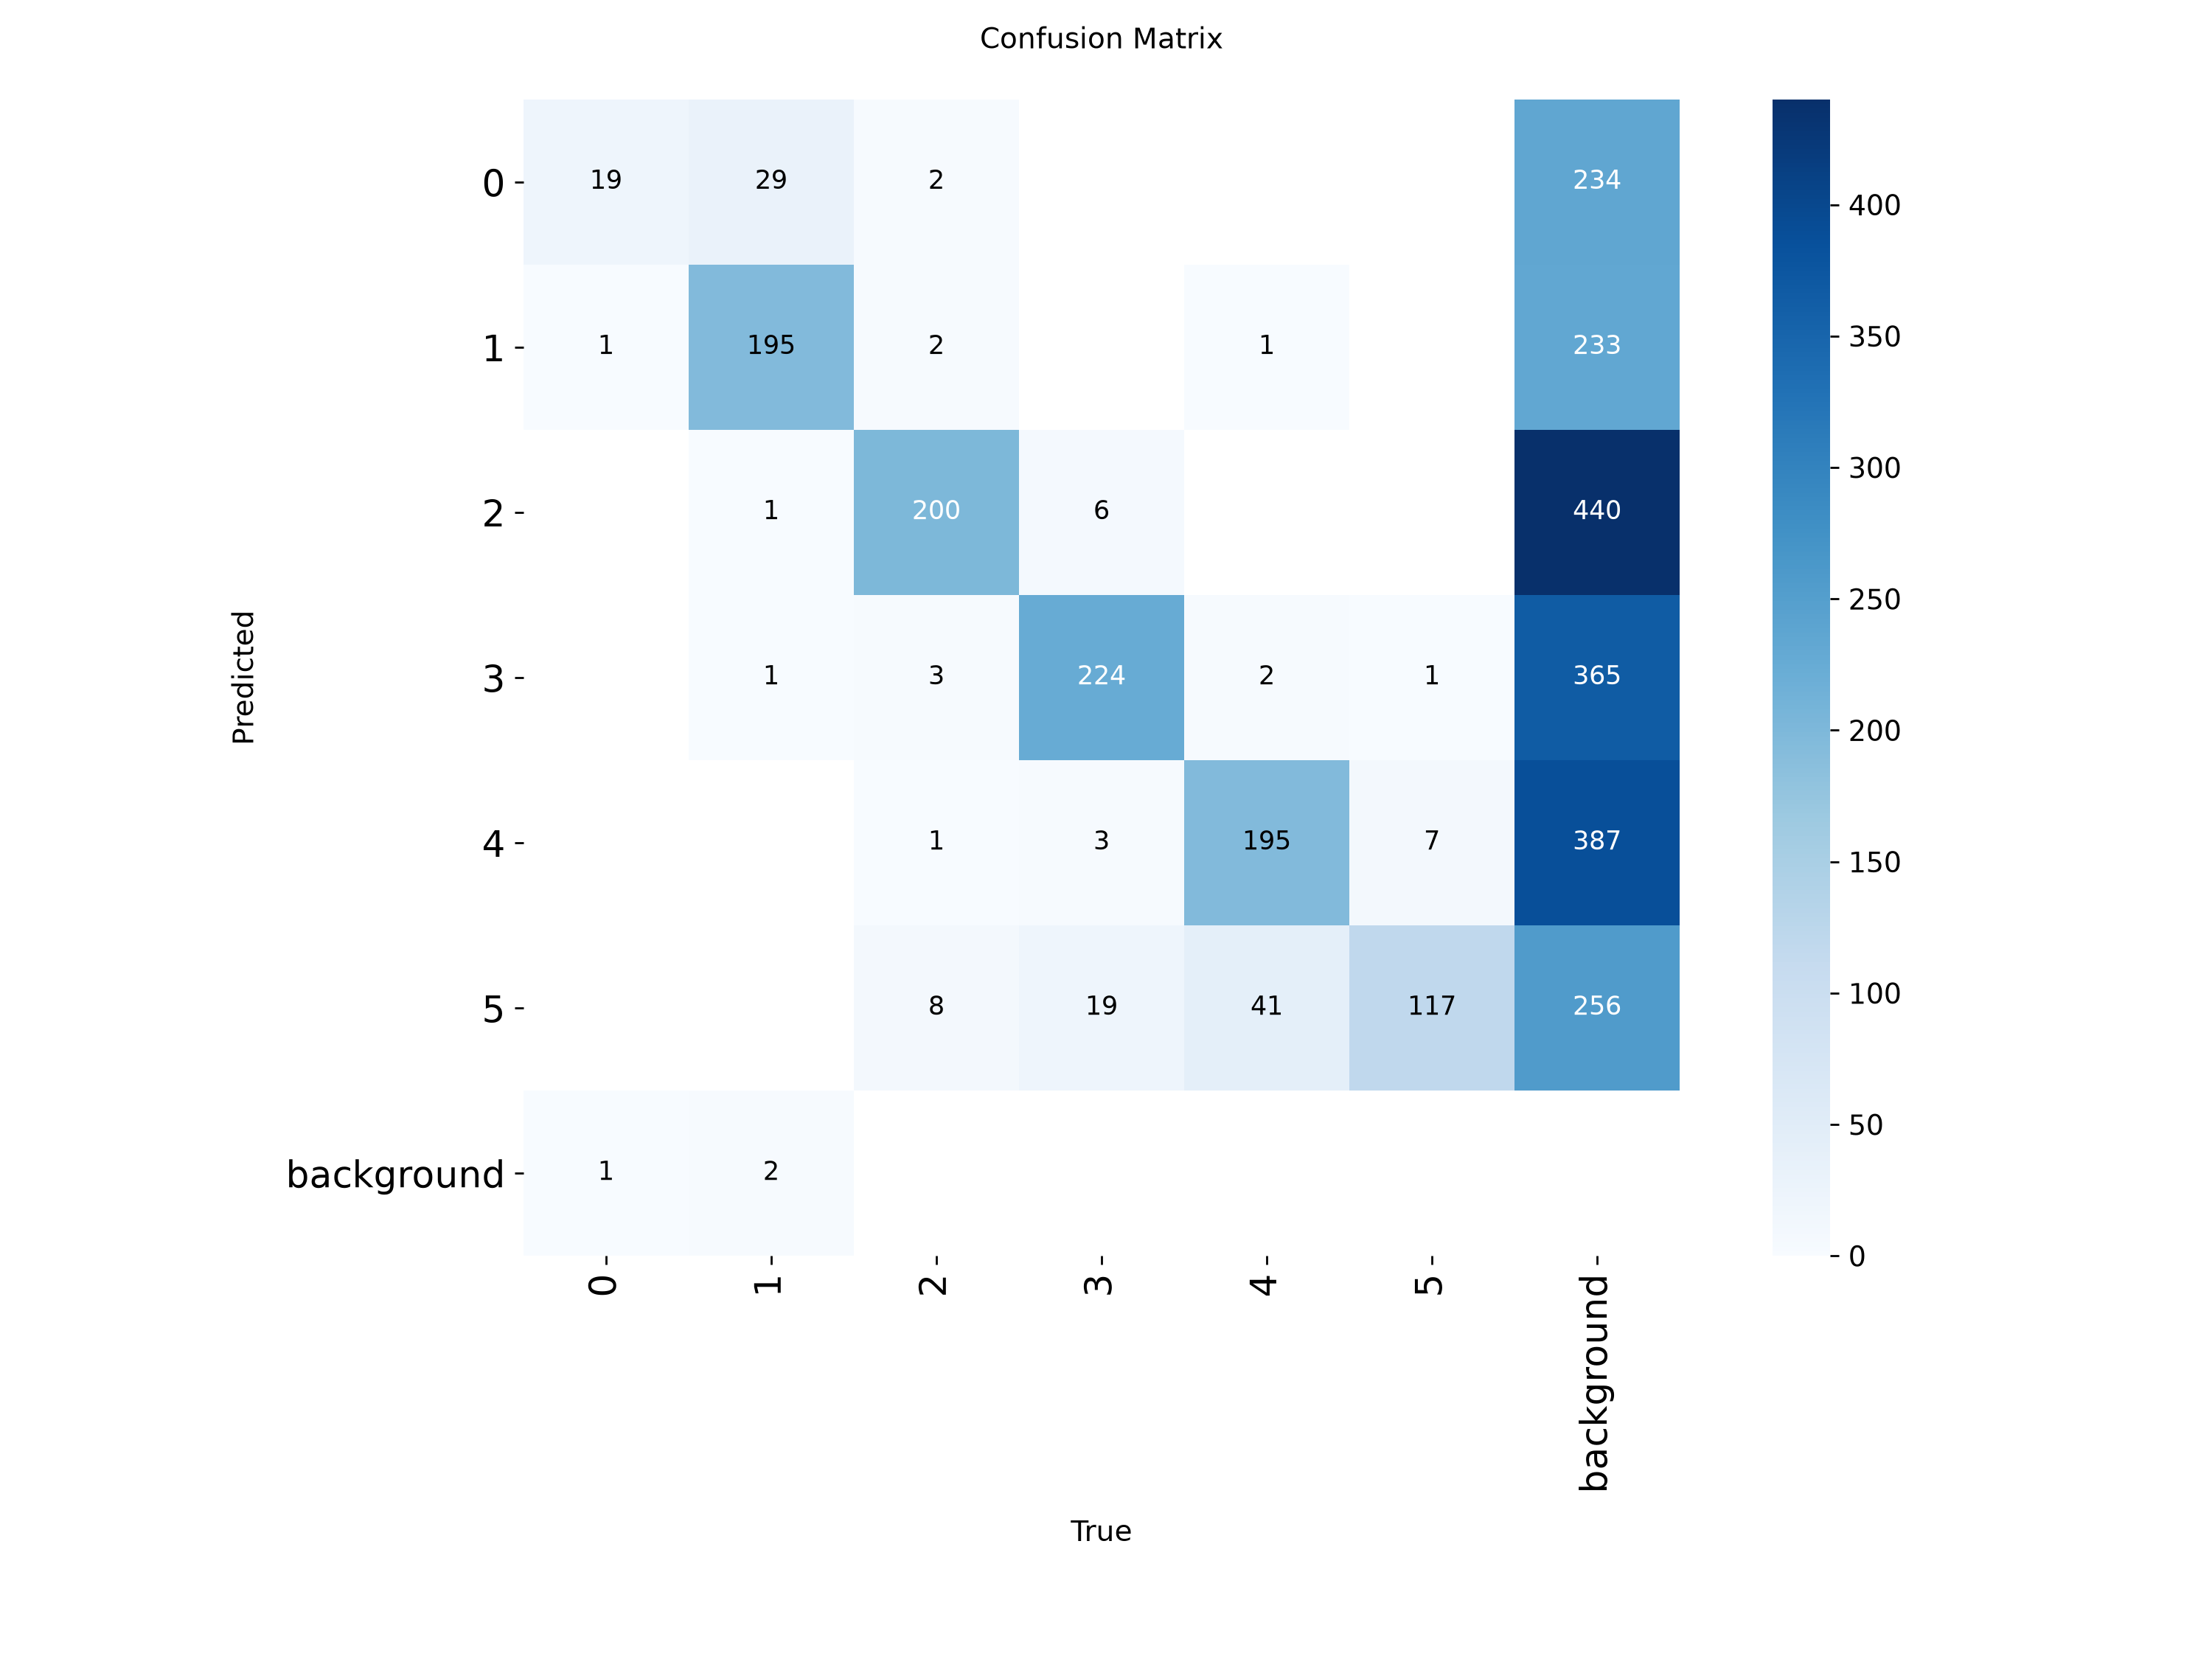 Confusion Matrix
0 19 29 2 234
1 1 195 2 1 233
2 1 200 6 440
3 1 3 224 2 1 365
4 1 3 195 7 387
5 8 19 41 117 256
background 1 2
0 1 2 3 4 5 background
Predicted
True
400
350
300
250
200
150
100
50
0